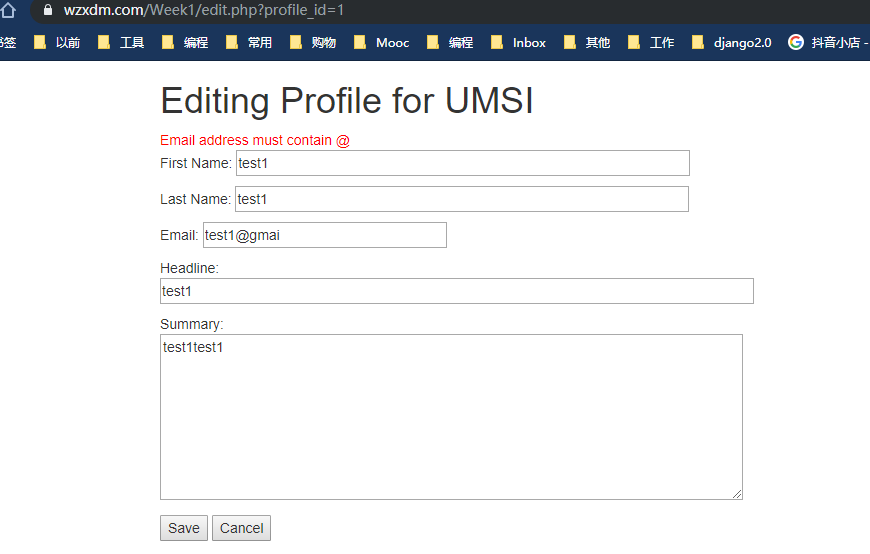 wzxdm.com/Week1/edit.php?profile_id=1
书签 以前 工具 编程 常用 购物 Mooc 编程 Inbox 其他 工作 django2.0 抖音小店 -
Editing Profile for UMSI
Email address must contain @
First Name: test1
Last Name: test1
Email: test1@gmai
Headline:
test1
Summary:
test1test1
Save Cancel